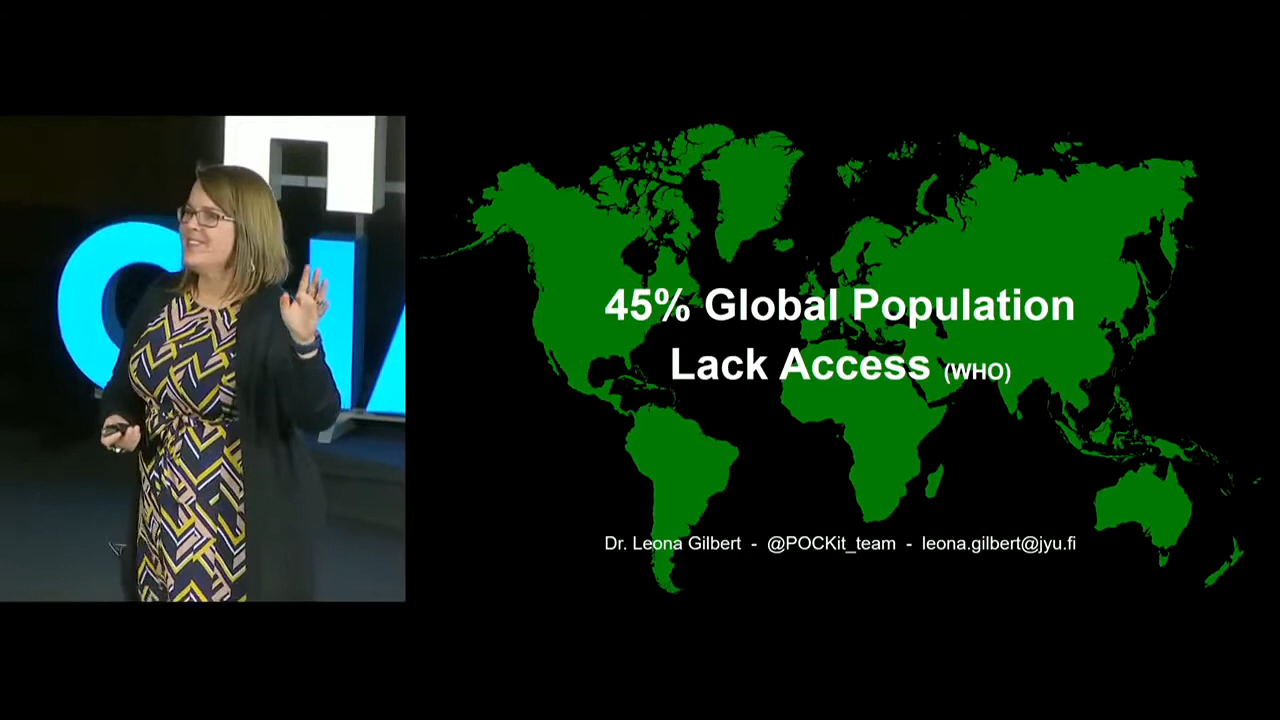 45% Global Population
Lack Access (WHO)
Dr. Leona Gilbert - @POCKit_team - leona.gilbert@jyu.fi